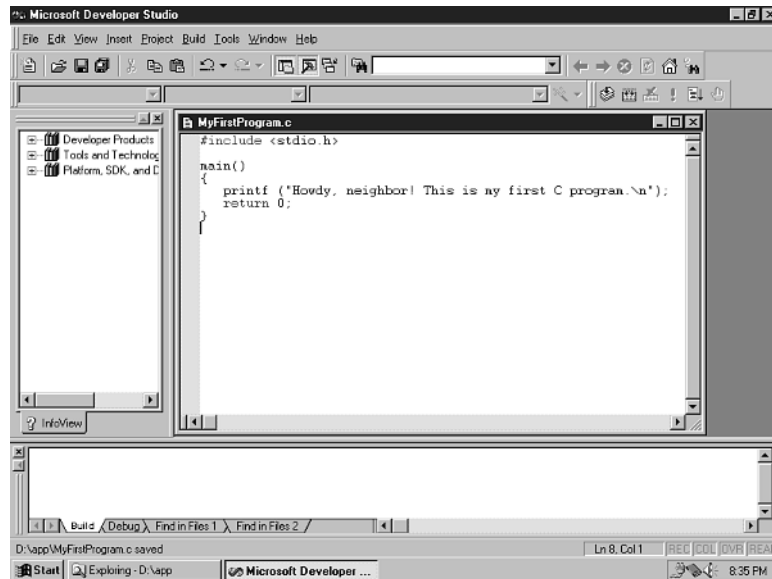 Microsoft Developer Studio
File Edit View Insert Project Build Tools Window Help
MyFirstProgram.c
Developer Products
Tools and Technolog
Platform, SDK, and D
#include <stdio.h>
main()
{
printf ("Howdy, neighbor! This is my first C program.\n");
return 0;
}
InfoView
Build Debug Find in Files 1 Find in Files 2
D:\app\MyFirstProgram.c saved Ln 8, Col 1 REC COL OVR REA
Start Exploring - D:\app Microsoft Developer ... 8:35 PM